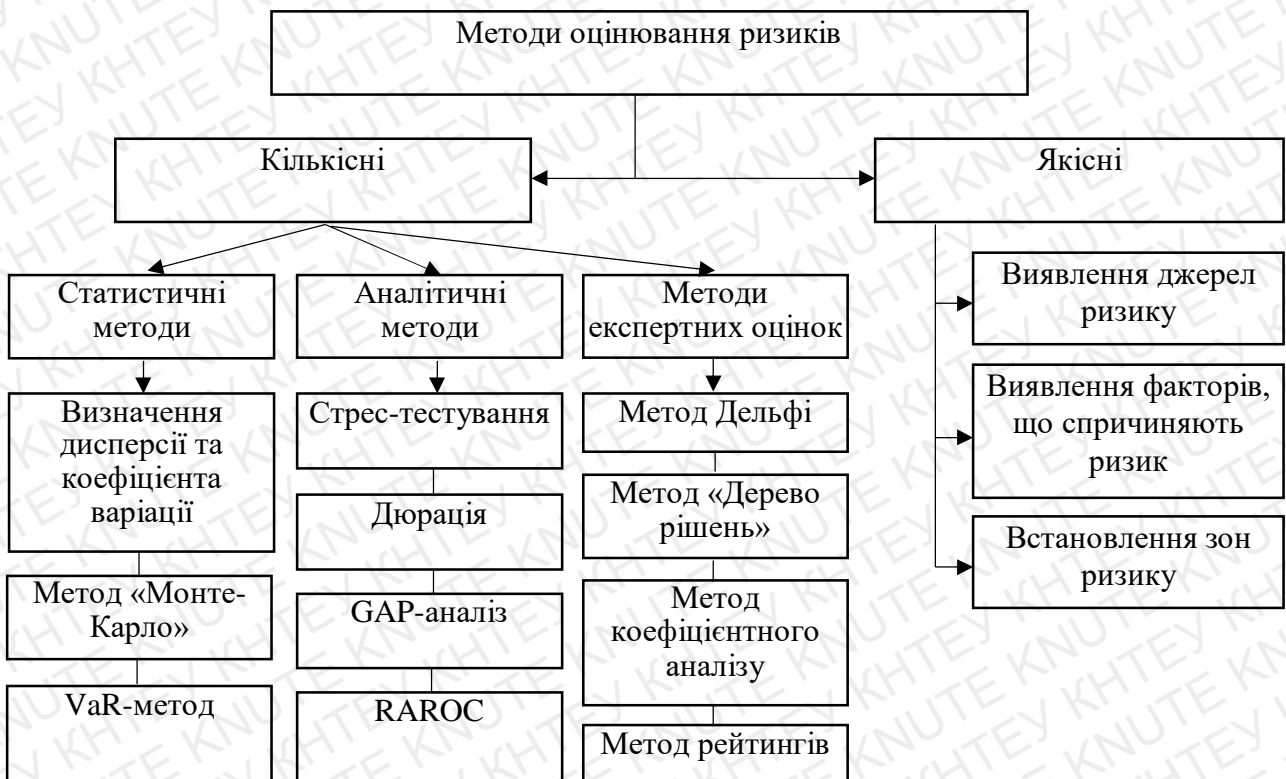 Методи оцінювання ризиків
Кількісні
Якісні
Статистичні
методи
Аналітичні
методи
Методи
експертних оцінок
Виявлення джерел
ризику
Визначення
дисперсії та
коефіцієнта
варіації
Стрес-тестування
Метод Дельфі
Виявлення факторів,
що спричиняють
ризик
Дюрація
Метод «Дерево
рішень»
Встановлення зон
ризику
Метод «Монте-
Карло»
GAP-аналіз
Метод
коефіцієнтного
аналізу
VaR-метод
RAROC
Метод рейтингів